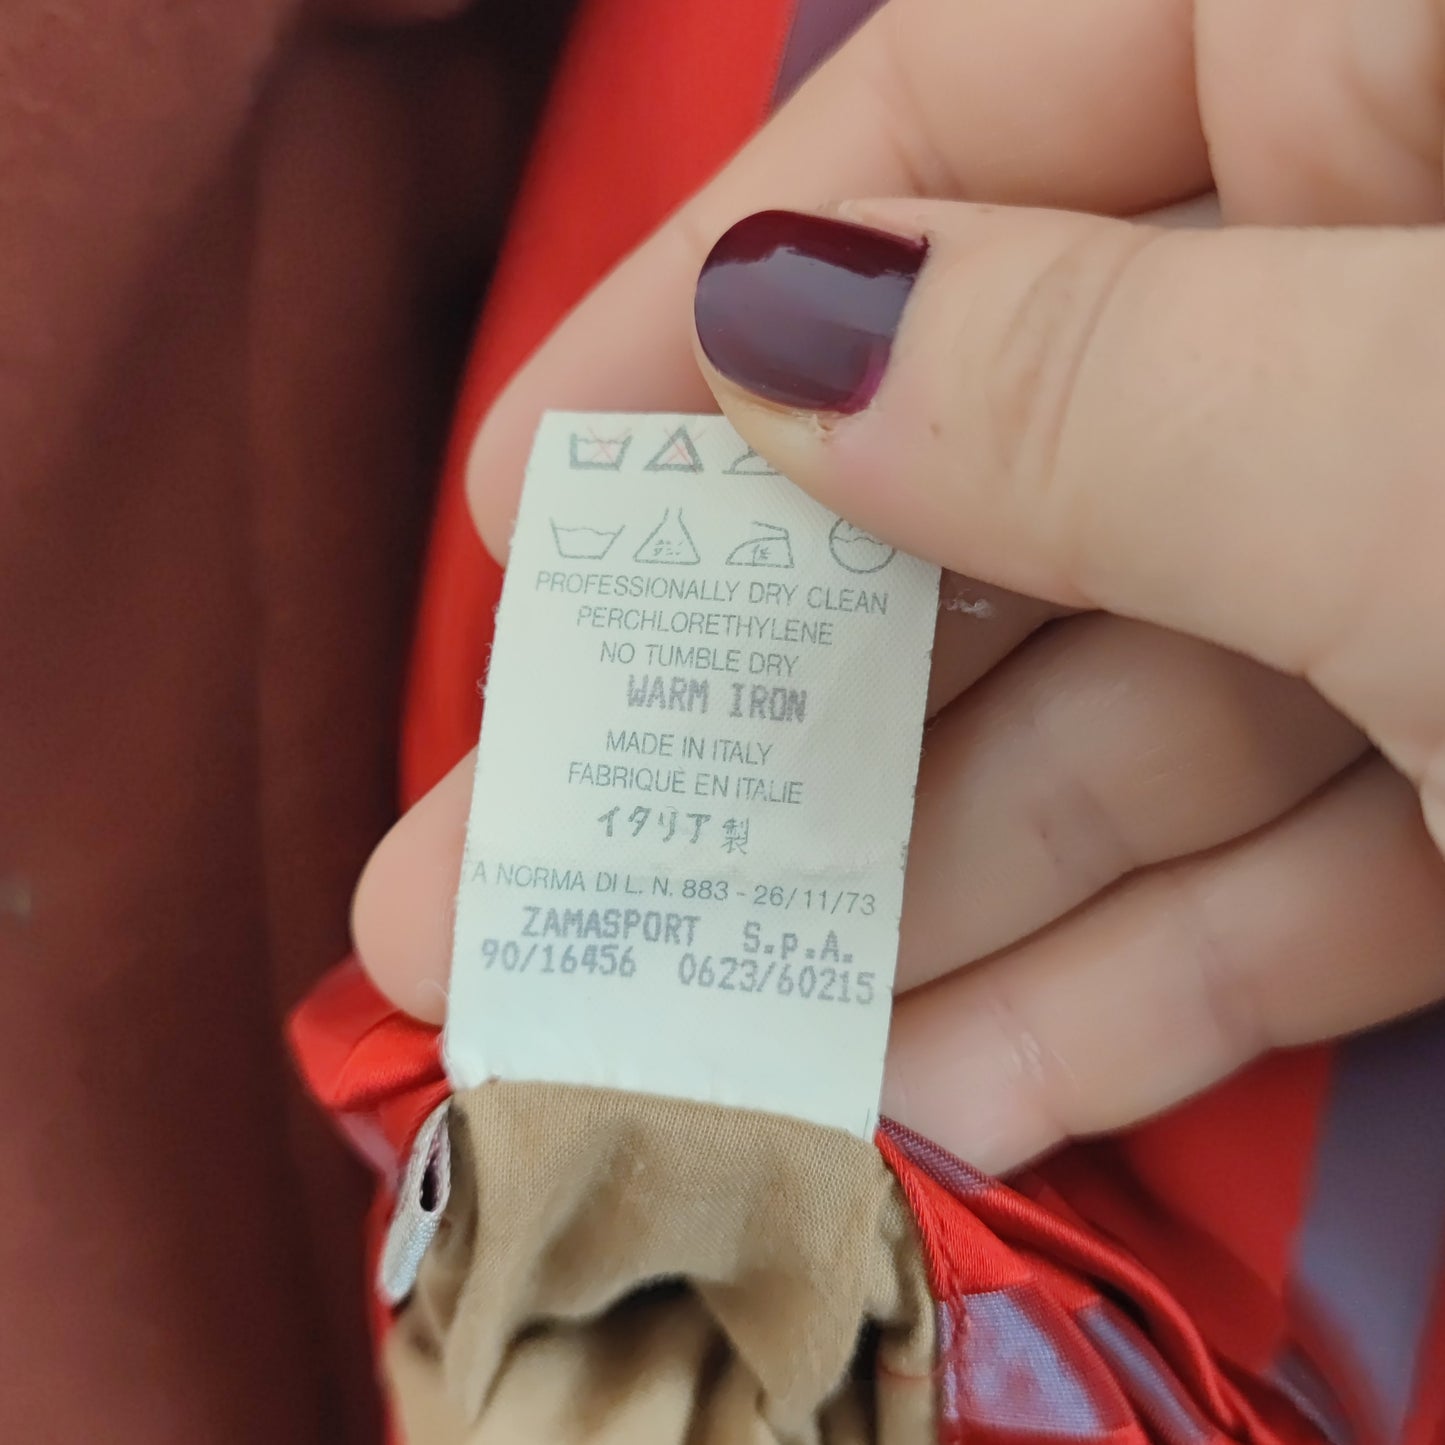 PROFESSIONALLY DRY CLEAN
PERCHLORETHYLENE
NO TUMBLE DRY
WARM IRON
MADE IN ITALY
FABRIQUÈ EN ITALIE
イタリア製
A NORMA DI L. N. 883 - 26/11/73
ZAMASPORT S.p.A.
90/16456 0623/60215